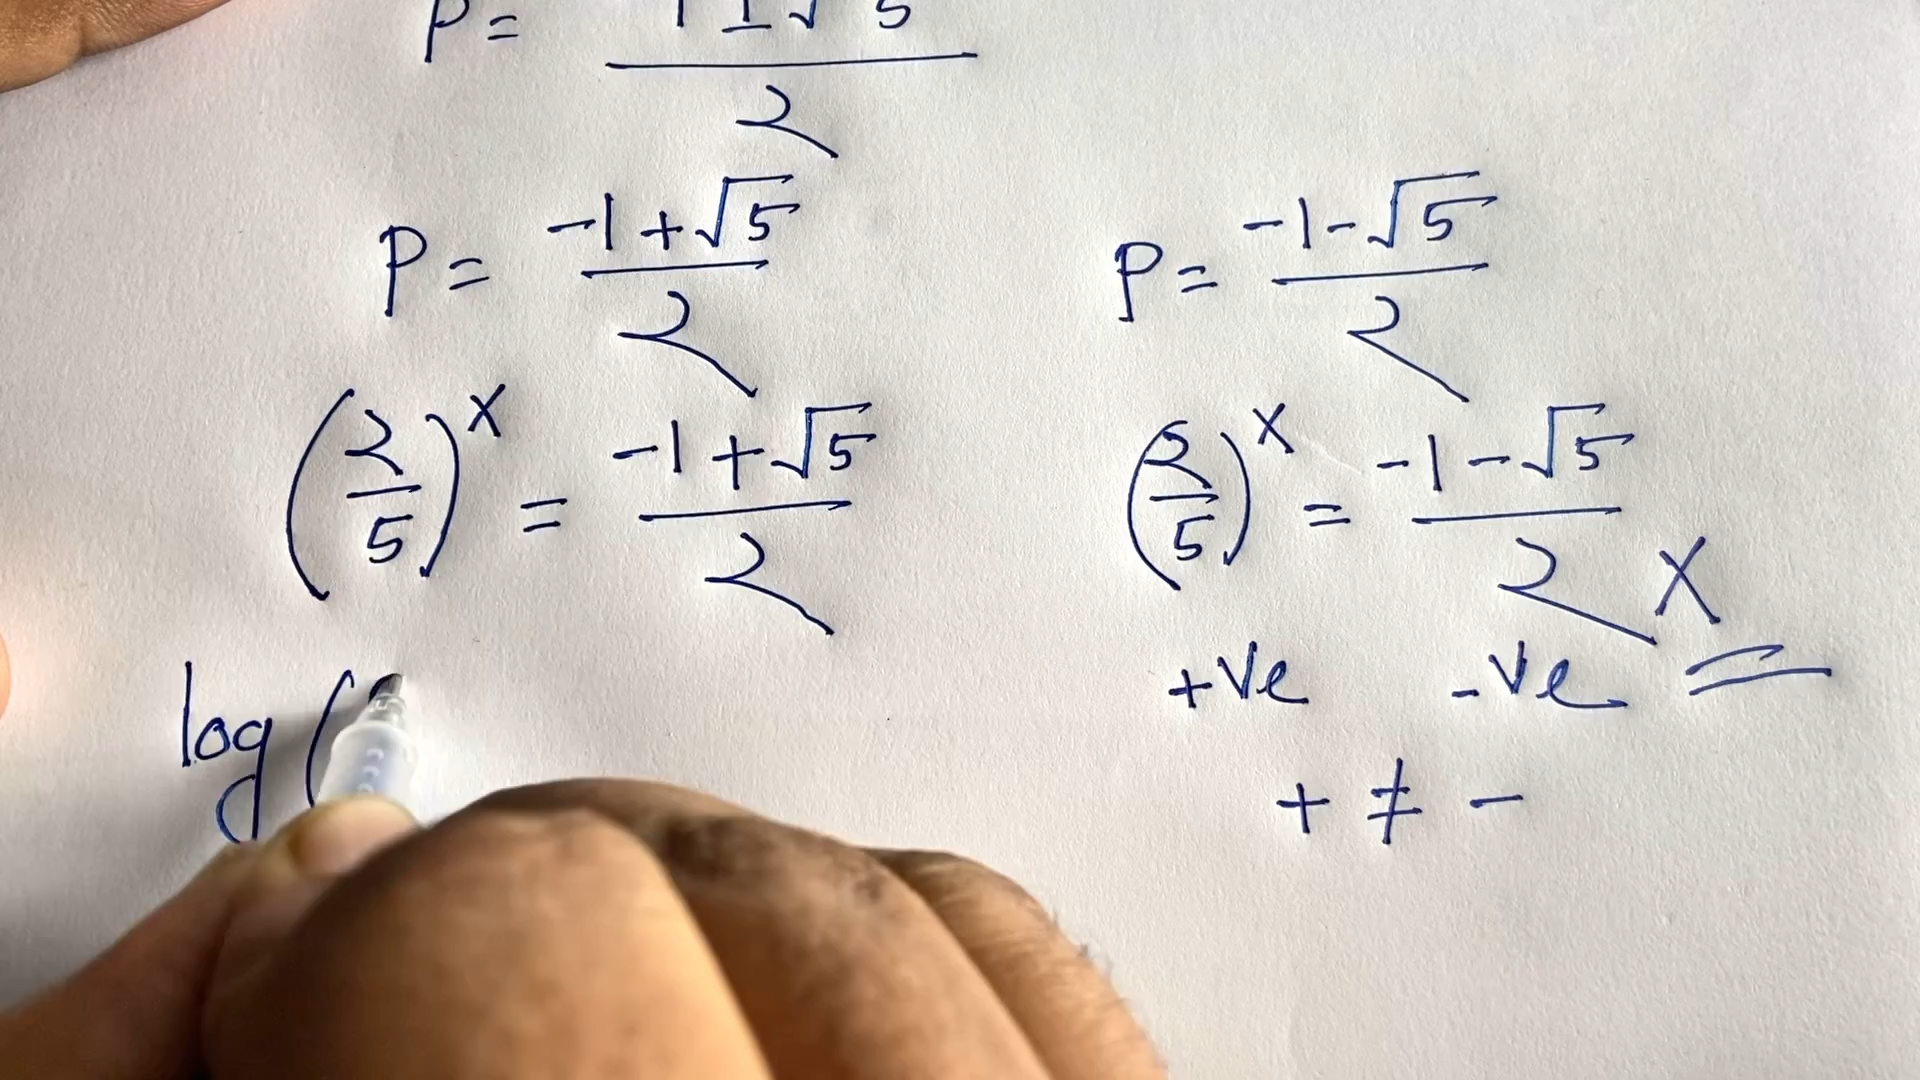 P = -1 ± √5 / 2
P = (-1 + √5)/2
(2/5)^x = (-1 + √5)/2
log (
P = (-1 - √5)/2
(2/5)^x = (-1 - √5)/2 X
+ve -ve
+ ≠ -